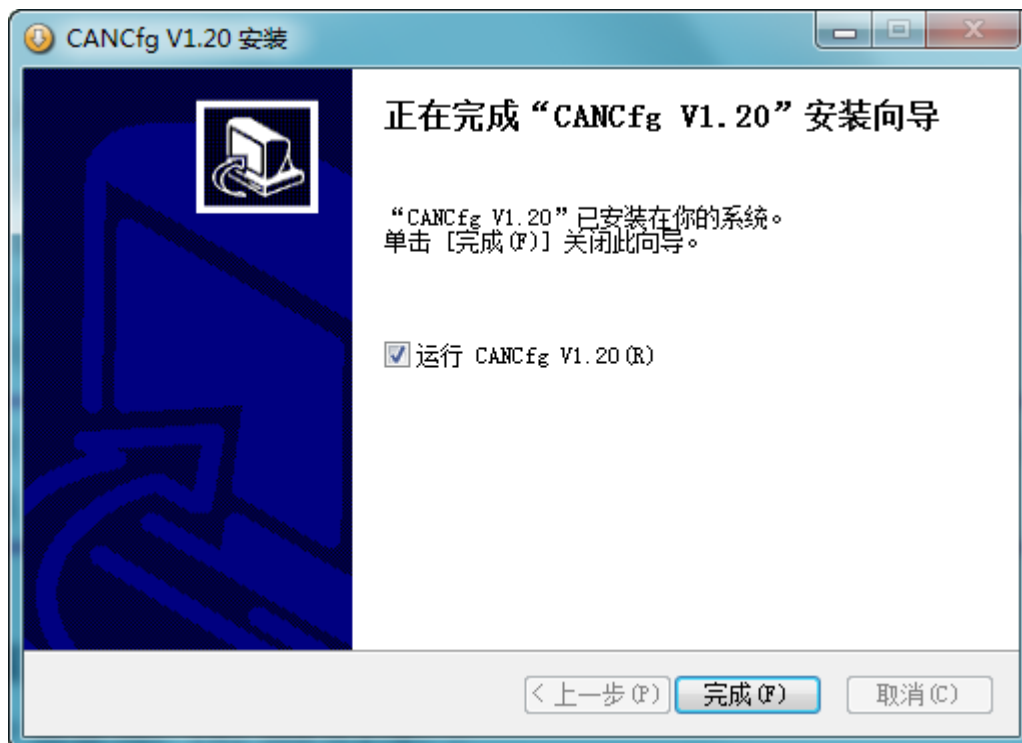 CANCfg V1.20 安装
正在完成“CANCfg V1.20”安装向导
“CANCfg V1.20”已安装在你的系统。
单击 [完成(F)] 关闭此向导。
运行 CANCfg V1.20(R)
< 上一步(P) 完成(F) 取消(C)